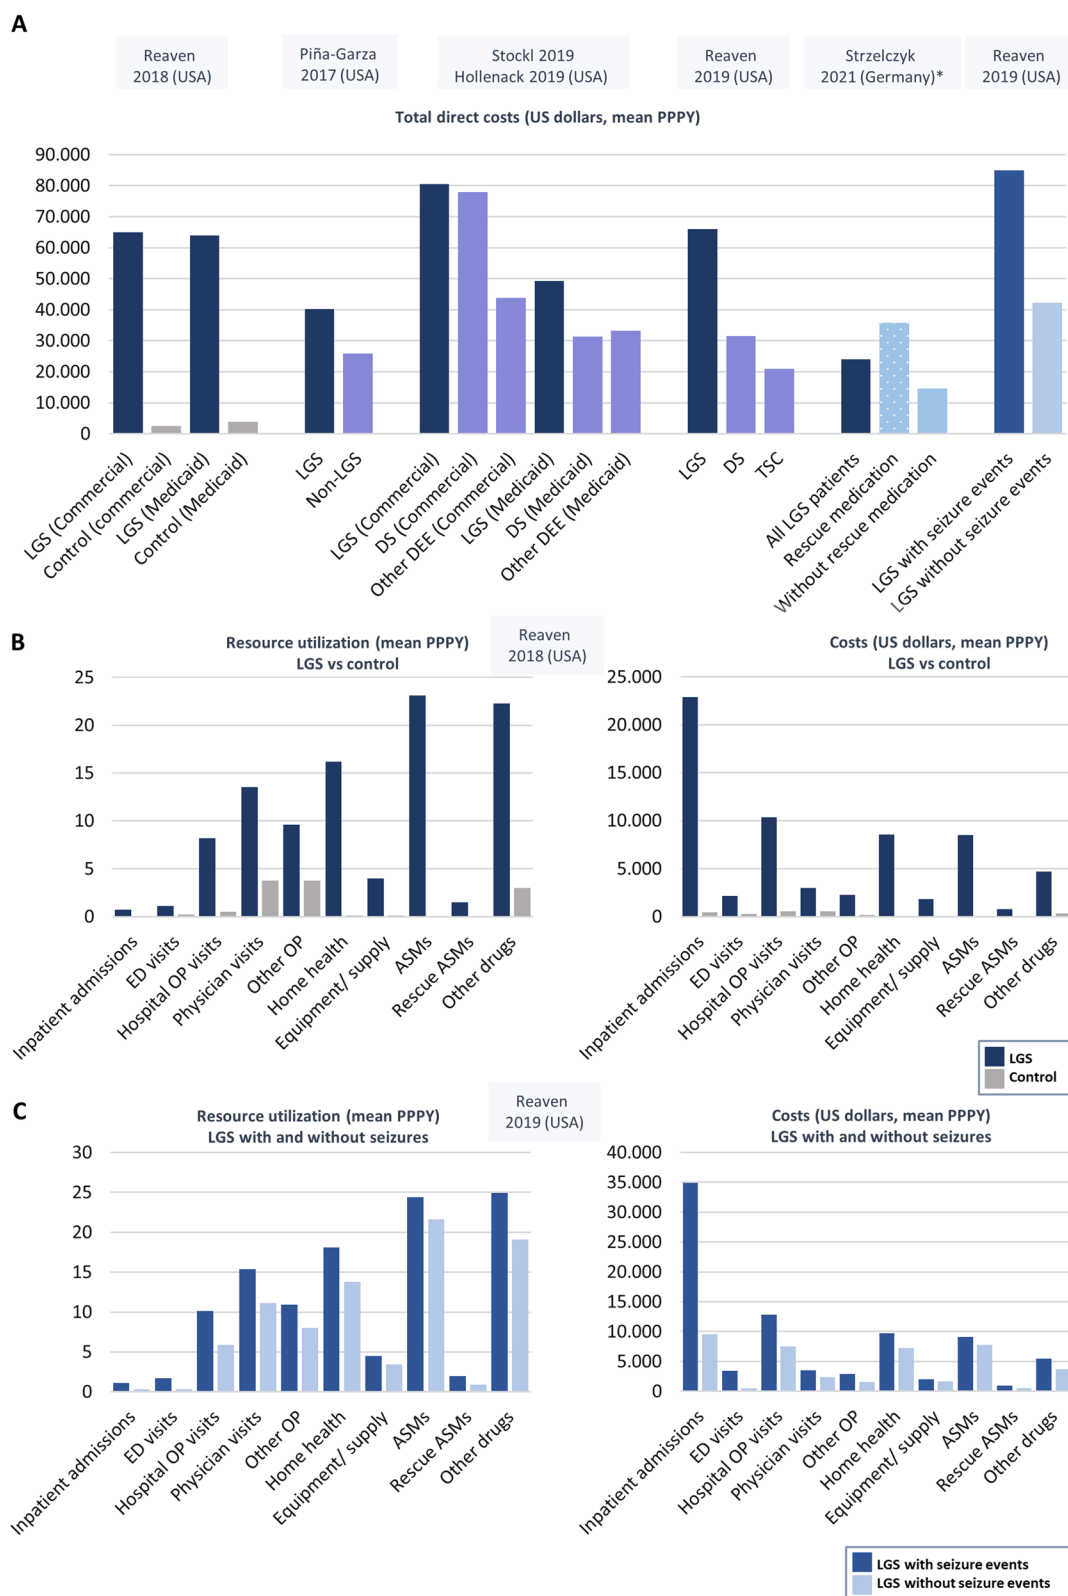 A
Reaven
2018 (USA)
Piña-Garza
2017 (USA)
Stockl 2019
Hollenack 2019 (USA)
Reaven
2019 (USA)
Strzelczyk
2021 (Germany)*
Reaven
2019 (USA)
Total direct costs (US dollars, mean PPPY)
90.000
80.000
70.000
60.000
50.000
40.000
30.000
20.000
10.000
0
LGS (Commercial)
Control (commercial)
LGS (Medicaid)
Control (Medicaid)
LGS
Non-LGS
LGS (Commercial)
DS (Commercial)
Other DEE (Commercial)
LGS (Medicaid)
DS (Medicaid)
Other DEE (Medicaid)
LGS
DS
TSC
All LGS patients
Rescue medication
Without rescue medication
LGS with seizure events
LGS without seizure events
B
Resource utilization (mean PPPY)
LGS vs control
Reaven
2018 (USA)
Costs (US dollars, mean PPPY)
LGS vs control
25
20
15
10
5
0
Inpatient admissions
ED visits
Hospital OP visits
Physician visits
Other OP
Home health
Equipment/ supply
ASMs
Rescue ASMs
Other drugs
25.000
20.000
15.000
10.000
5.000
0
Inpatient admissions
ED visits
Hospital OP visits
Physician visits
Other OP
Home health
Equipment/ supply
ASMs
Rescue ASMs
Other drugs
LGS
Control
C
Resource utilization (mean PPPY)
LGS with and without seizures
Reaven
2019 (USA)
Costs (US dollars, mean PPPY)
LGS with and without seizures
30
25
20
15
10
5
0
Inpatient admissions
ED visits
Hospital OP visits
Physician visits
Other OP
Home health
Equipment/ supply
ASMs
Rescue ASMs
Other drugs
40.000
35.000
30.000
25.000
20.000
15.000
10.000
5.000
0
Inpatient admissions
ED visits
Hospital OP visits
Physician visits
Other OP
Home health
Equipment/ supply
ASMs
Rescue ASMs
Other drugs
LGS with seizure events
LGS without seizure events